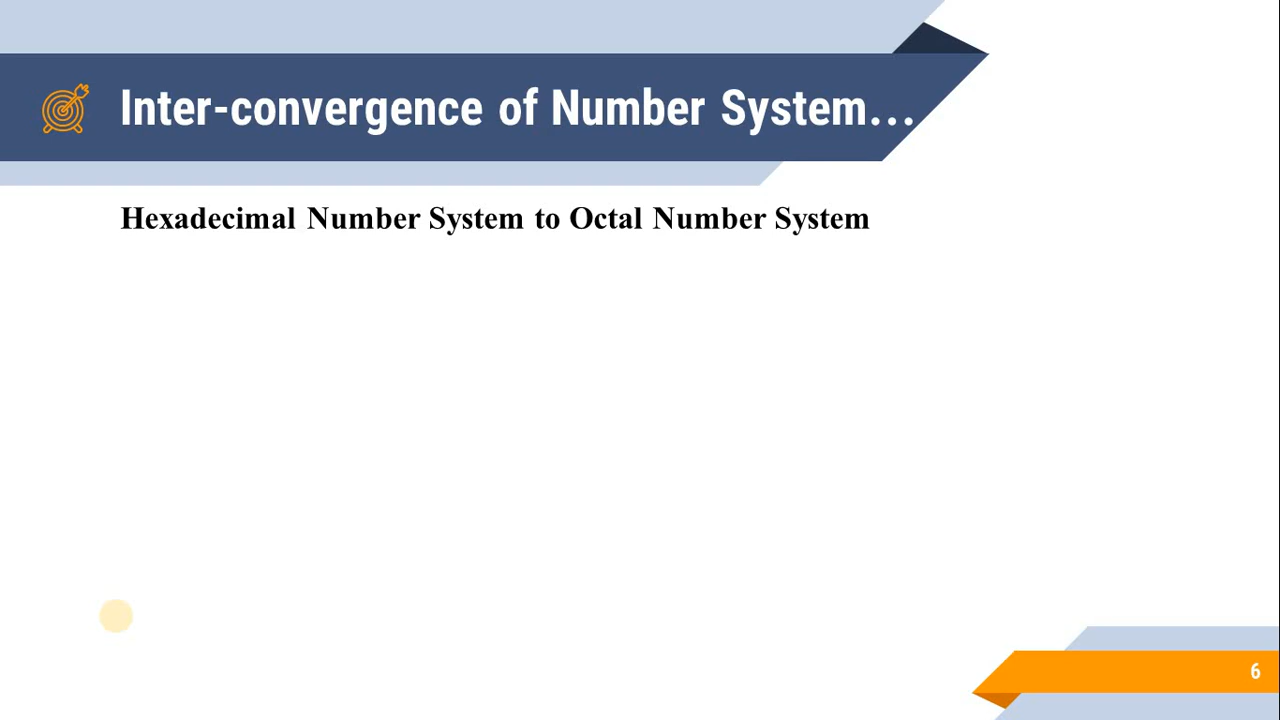 Inter-convergence of Number System...
Hexadecimal Number System to Octal Number System
6